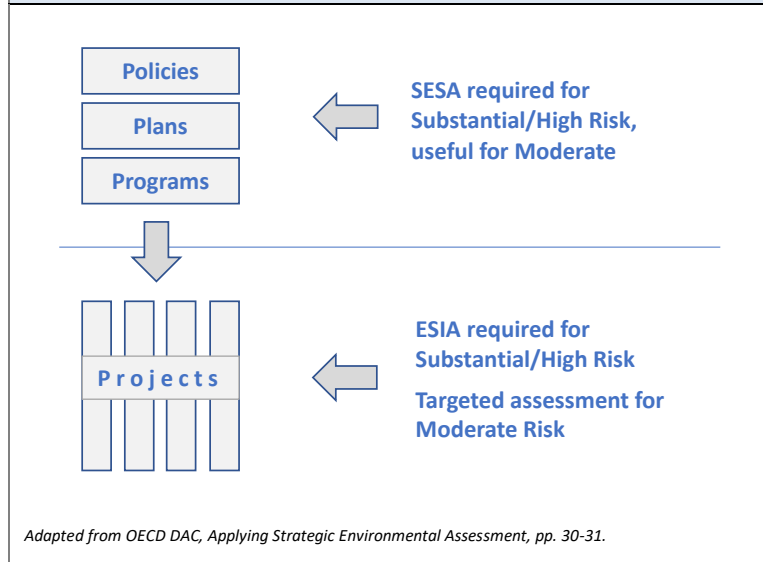 Policies
Plans
Programs
SESA required for
Substantial/High Risk,
useful for Moderate
Projects
ESIA required for
Substantial/High Risk
Targeted assessment for
Moderate Risk
Adapted from OECD DAC, Applying Strategic Environmental Assessment, pp. 30-31.